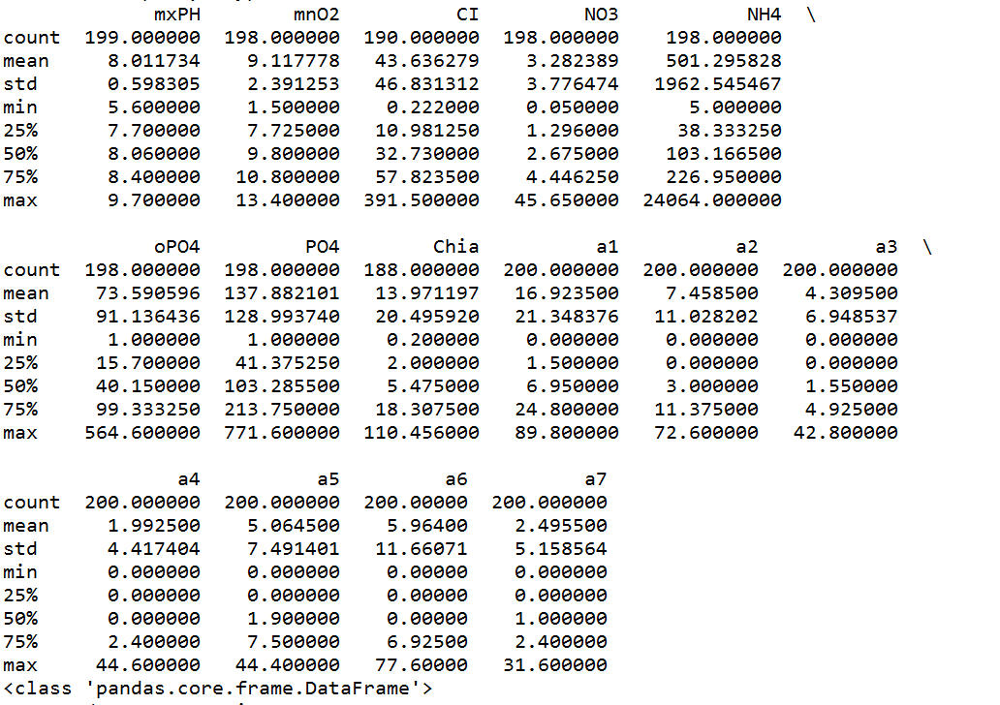 mxPH mnO2 CI NO3 NH4 \
count 199.000000 198.000000 190.000000 198.000000 198.000000
mean 8.011734 9.117778 43.636279 3.282389 501.295828
std 0.598305 2.391253 46.831312 3.776474 1962.545467
min 5.600000 1.500000 0.222000 0.050000 5.000000
25% 7.700000 7.725000 10.981250 1.296000 38.333250
50% 8.060000 9.800000 32.730000 2.675000 103.166500
75% 8.400000 10.800000 57.823500 4.446250 226.950000
max 9.700000 13.400000 391.500000 45.650000 24064.000000
oPO4 PO4 Chia a1 a2 a3 \
count 198.000000 198.000000 188.000000 200.000000 200.000000 200.000000
mean 73.590596 137.882101 13.971197 16.923500 7.458500 4.309500
std 91.136436 128.993740 20.495920 21.348376 11.028202 6.948537
min 1.000000 1.000000 0.200000 0.000000 0.000000 0.000000
25% 15.700000 41.375250 2.000000 1.500000 0.000000 0.000000
50% 40.150000 103.285500 5.475000 6.950000 3.000000 1.550000
75% 99.333250 213.750000 18.307500 24.800000 11.375000 4.925000
max 564.600000 771.600000 110.456000 89.800000 72.600000 42.800000
a4 a5 a6 a7
count 200.000000 200.000000 200.00000 200.000000
mean 1.992500 5.064500 5.96400 2.495500
std 4.417404 7.491401 11.66071 5.158564
min 0.000000 0.000000 0.00000 0.000000
25% 0.000000 0.000000 0.00000 0.000000
50% 0.000000 1.900000 0.00000 1.000000
75% 2.400000 7.500000 6.92500 2.400000
max 44.600000 44.400000 77.60000 31.600000
<class 'pandas.core.frame.DataFrame'>